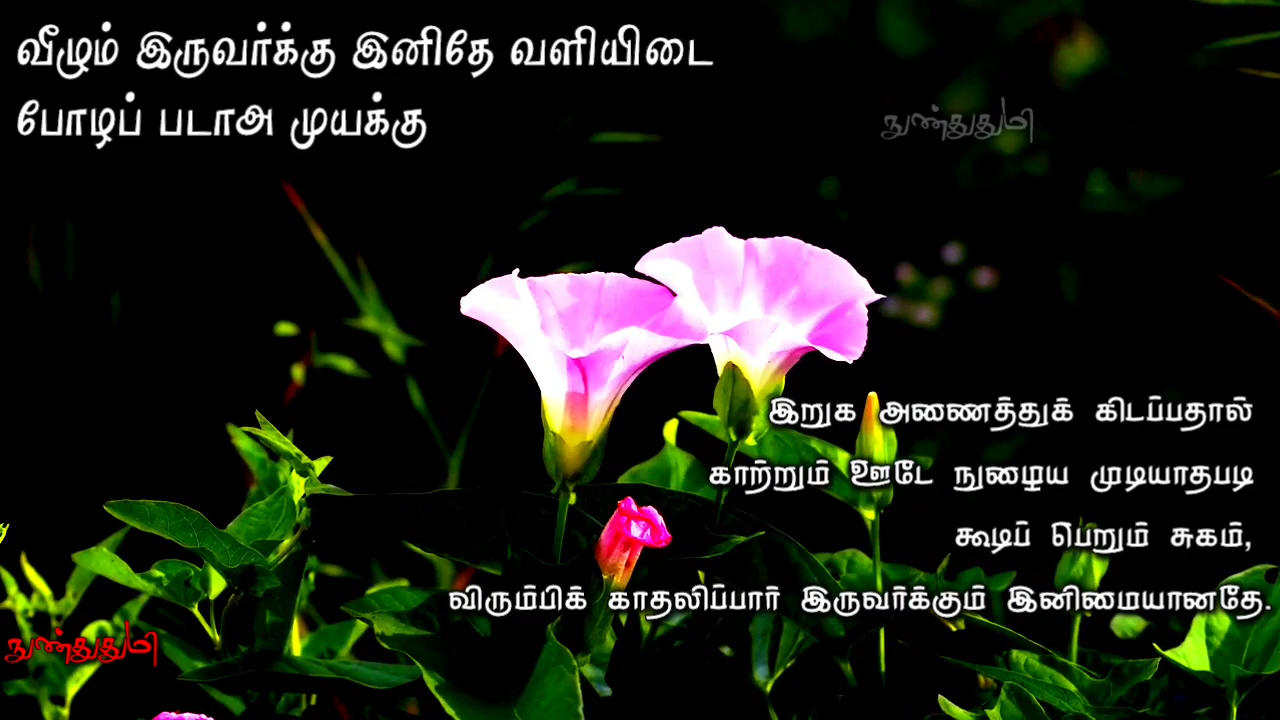 வீழும் இருவர்க்கு இனிதே வளியிடை
போழப் படாஅ முயக்கு
நுண்துதுமி
இறுக அணைத்துக் கிடப்பதால்
காற்றும் ஊடே நுழைய முடியாதபடி
கூடிப் பெறும் சுகம்,
விரும்பிக் காதலிப்பார் இருவர்க்கும் இனிமையானதே.
நுண்துதுமி